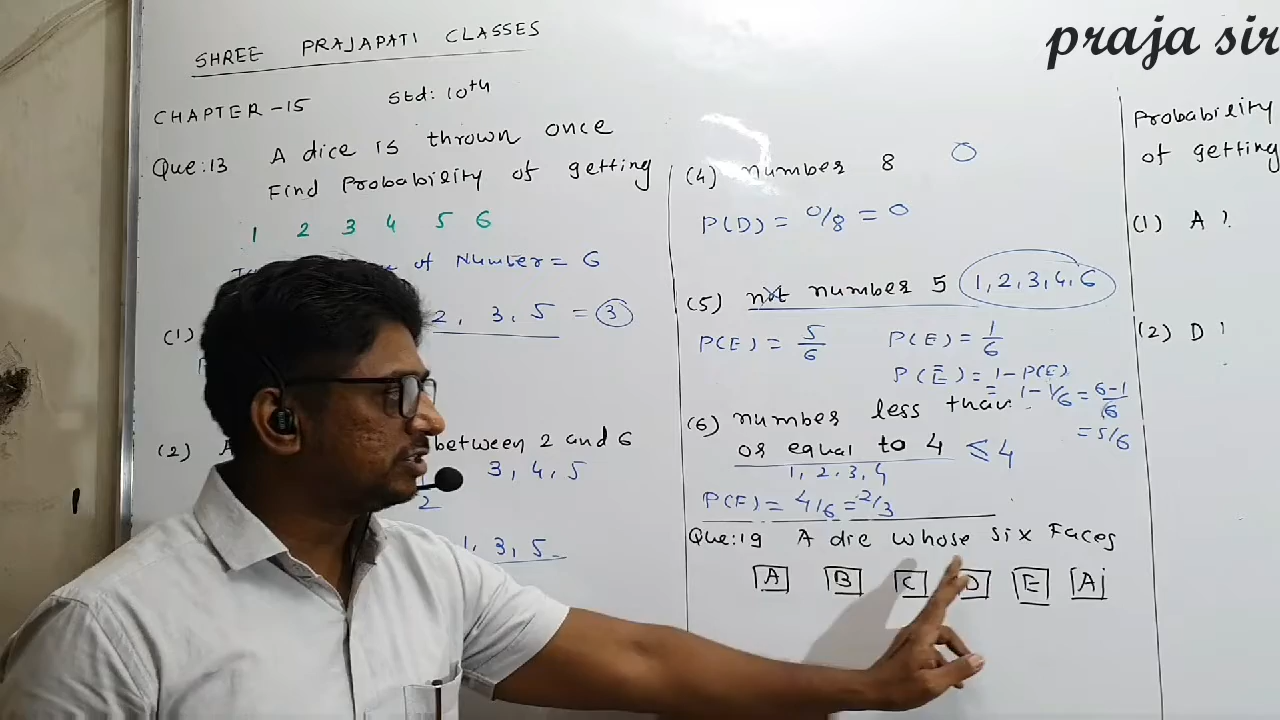 praja sir
SHREE PRAJAPATI CLASSES
CHAPTER-15 Std: 10th
Que:13 A dice is thrown once
Find Probability of getting
1 2 3 4 5 6
of Number = 6
(1) 2, 3, 5 = 3
(2) between 2 and 6
3, 4, 5
2
1, 3, 5
(4) number 8 0
P(D) = 0/8 = 0
(5) not number 5 1, 2, 3, 4, 6
P(E) = 5/6 P(E) = 1/6
P(Ē) = 1 - P(E)
= 1 - 1/6 = 6-1/6
= 5/6
(6) number less than
or equal to 4 ≤ 4
1, 2, 3, 4
P(F) = 4/6 = 2/3
Que:19 A die whose six Faces
A B C D E A
Probability
of getting
(1) A ?
(2) D ?